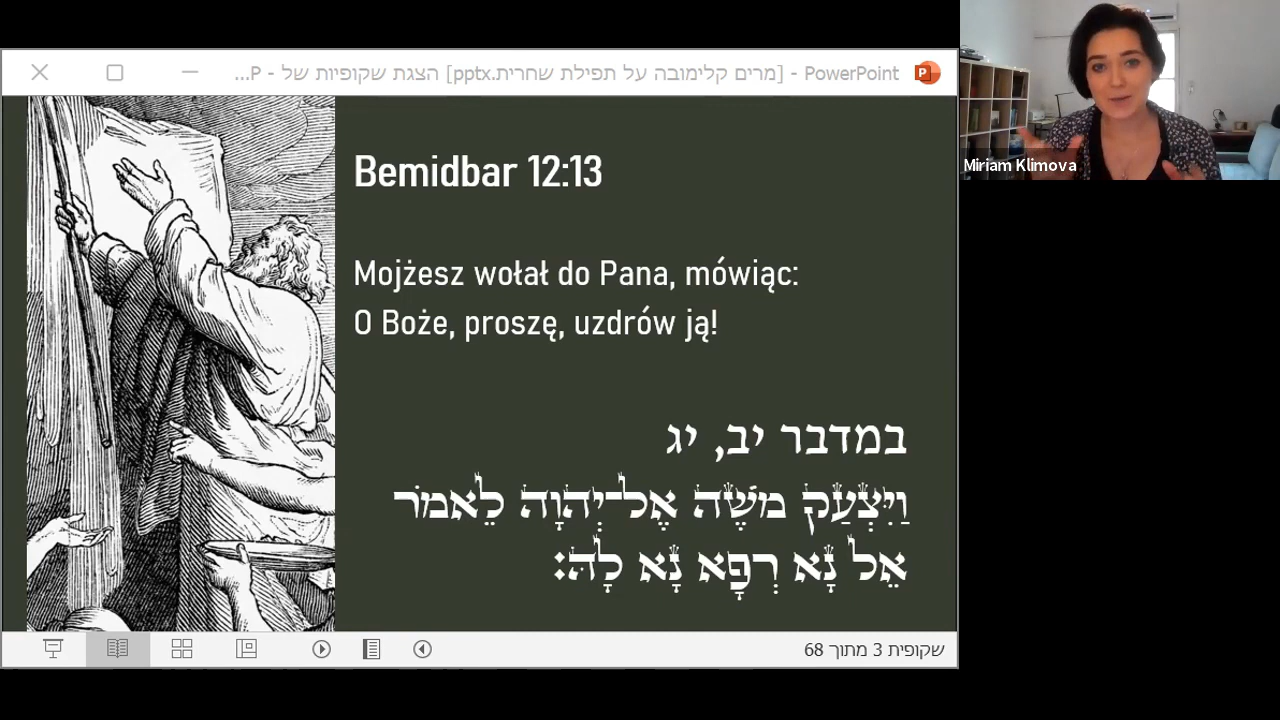 PowerPoint - [מרים קלימובה על תפילת שחרית.pptx] הצגת שקופיות של - P...
Miriam Klimova
Bemidbar 12:13
Mojżesz wołał do Pana, mówiąc:
O Boże, proszę, uzdrów ją!
במדבר יב, יג
וַיִּצְעַק מֹשֶׁה אֶל־יְהוָה לֵאמֹר
אֵל נָא רְפָא נָא לָהּ׃
שקופית 3 מתוך 68